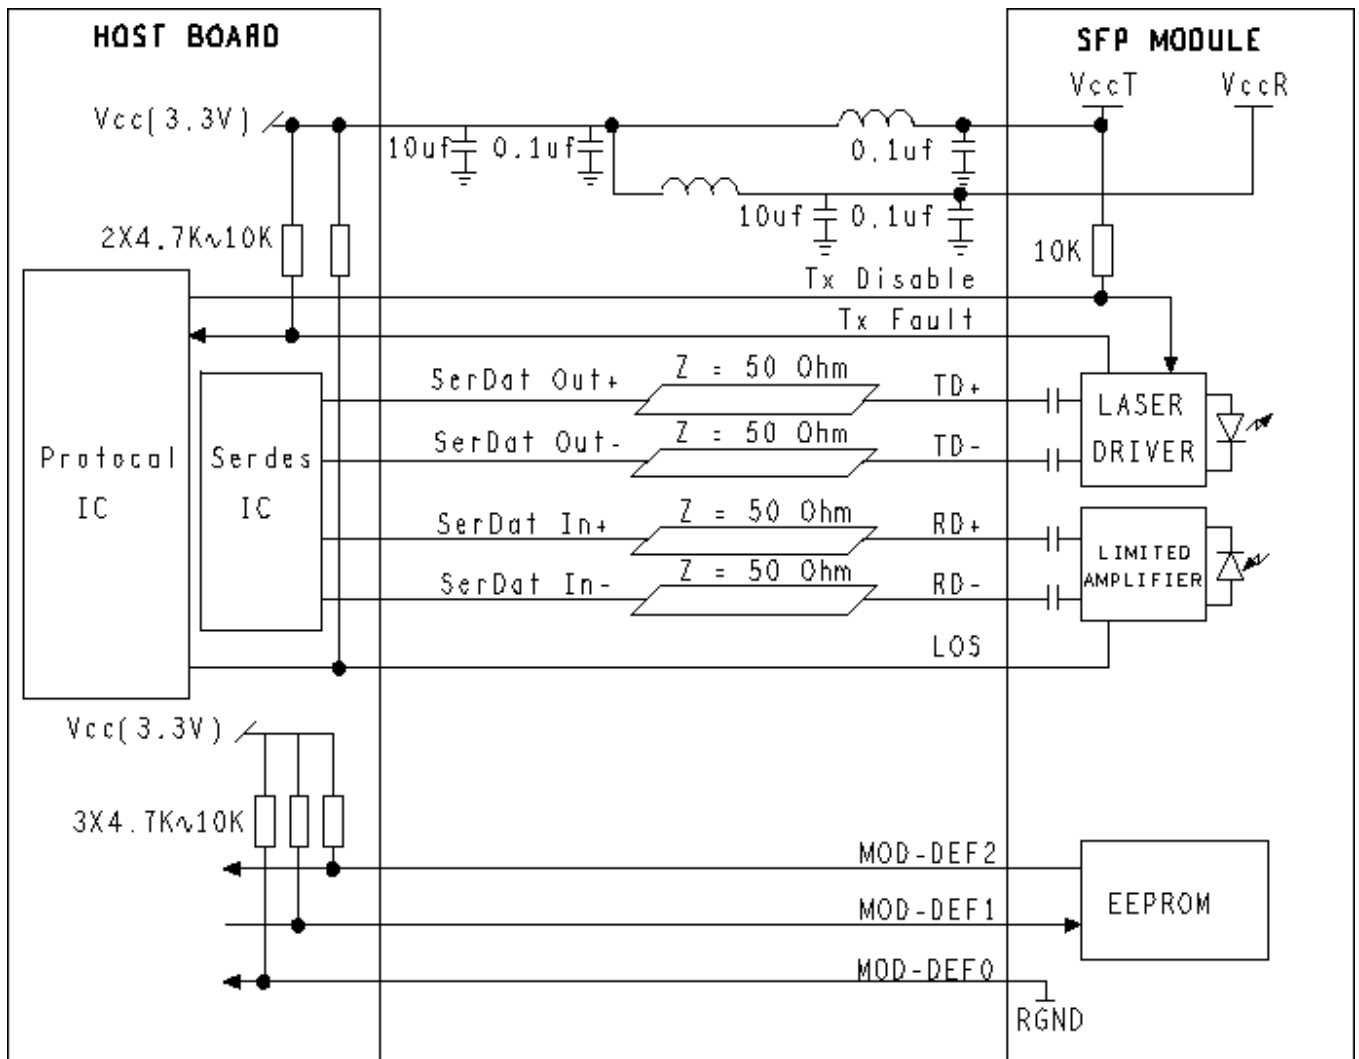 HOST BOARD
SFP MODULE
VccT
VccR
Vcc(3.3V)
10uf
0.1uf
0.1uf
10uf
0.1uf
2X4.7K~10K
10K
Tx Disable
Tx Fault
SerDat Out+
Z = 50 Ohm
TD+
SerDat Out-
Z = 50 Ohm
TD-
LASER
DRIVER
Protocal
IC
Serdes
IC
SerDat In+
Z = 50 Ohm
RD+
SerDat In-
Z = 50 Ohm
RD-
LIMITED
AMPLIFIER
LOS
Vcc(3.3V)
3X4.7K~10K
MOD-DEF2
MOD-DEF1
MOD-DEF0
EEPROM
RGND